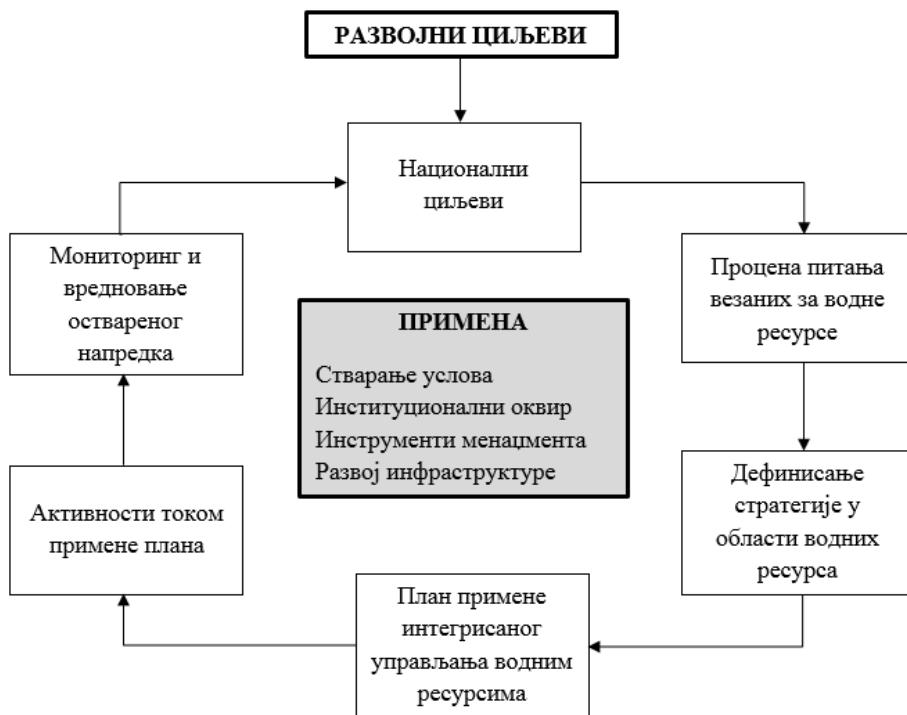 РАЗВОЈНИ ЦИЉЕВИ
Национални
циљеви
Процена питања
везаних за водне
ресурсе
Дефинисање
стратегије у
области водних
ресурса
План примене
интегрисаног
управљања водним
ресурсима
Активности током
примене плана
Мониторинг и
вредновање
оствареног
напредка
ПРИМЕНА
Стварање услова
Институционални оквир
Инструменти менаџмента
Развој инфраструктуре